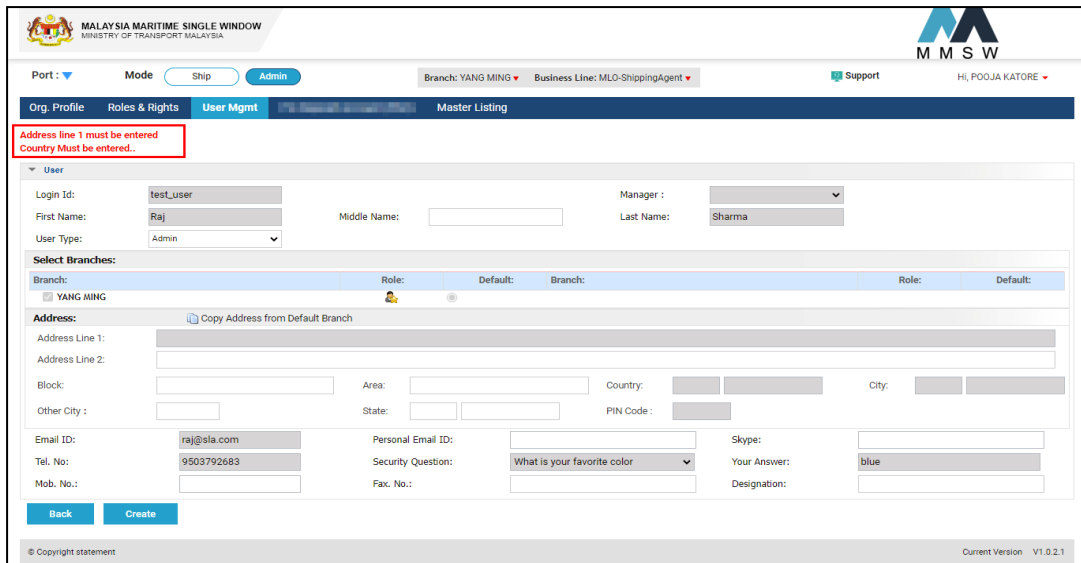 MALAYSIA MARITIME SINGLE WINDOW
MINISTRY OF TRANSPORT MALAYSIA
MMSW
Port : Mode Ship Admin Branch: YANG MING Business Line: MLO-ShippingAgent Support Hi, POOJA KATORE
Org. Profile Roles & Rights User Mgmt Master Listing
Address line 1 must be entered
Country Must be entered..
User
Login Id: test_user Manager :
First Name: Raj Middle Name: Last Name: Sharma
User Type: Admin
Select Branches:
Branch: Role: Default: Branch: Role: Default:
YANG MING
Address: Copy Address from Default Branch
Address Line 1:
Address Line 2:
Block: Area: Country: City:
Other City : State: PIN Code :
Email ID: raj@sla.com Personal Email ID: Skype:
Tel. No: 9503792683 Security Question: What is your favorite color Your Answer: blue
Mob. No.: Fax. No.: Designation:
Back Create
© Copyright statement Current Version V1.0.2.1